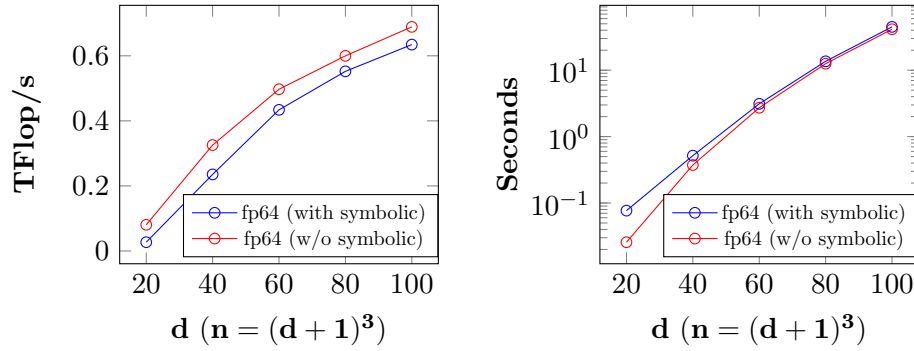 TFlop/s
0.6
0.4
0.2
0
fp64 (with symbolic)
fp64 (w/o symbolic)
20 40 60 80 100
d (n = (d + 1)³)
Seconds
10¹
10⁰
10⁻¹
fp64 (with symbolic)
fp64 (w/o symbolic)
20 40 60 80 100
d (n = (d + 1)³)